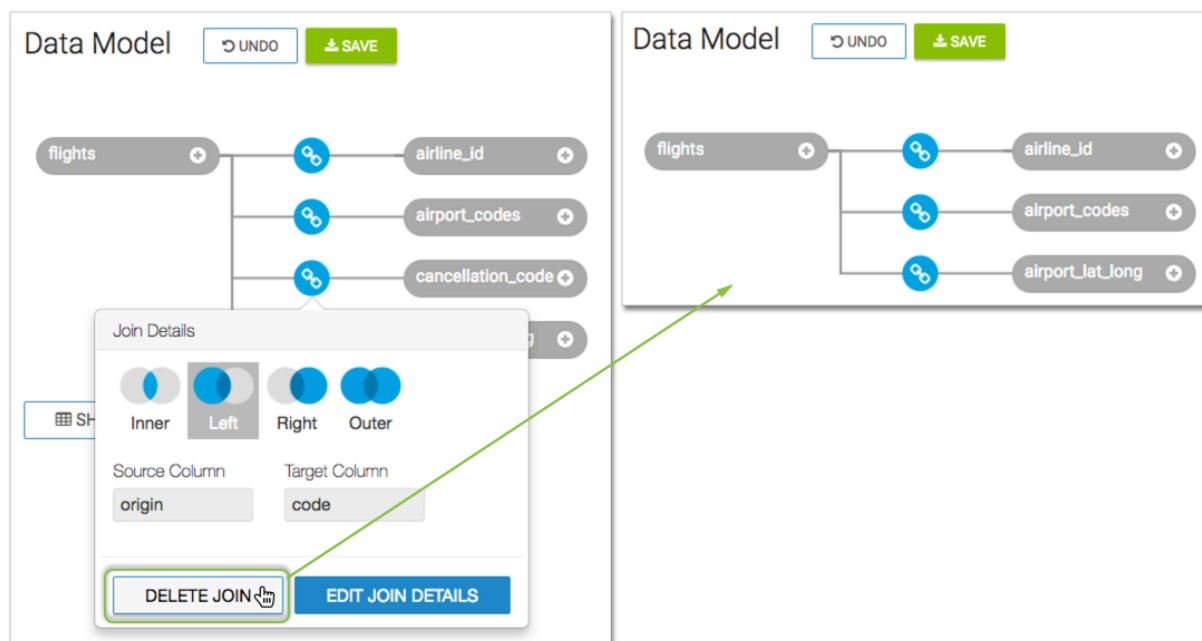 Data Model
UNDO
SAVE
flights
airline_id
airport_codes
cancellation_code
g
Join Details
Inner
Left
Right
Outer
SH
Source Column
Target Column
origin
code
DELETE JOIN
EDIT JOIN DETAILS
Data Model
UNDO
SAVE
flights
airline_id
airport_codes
airport_lat_long